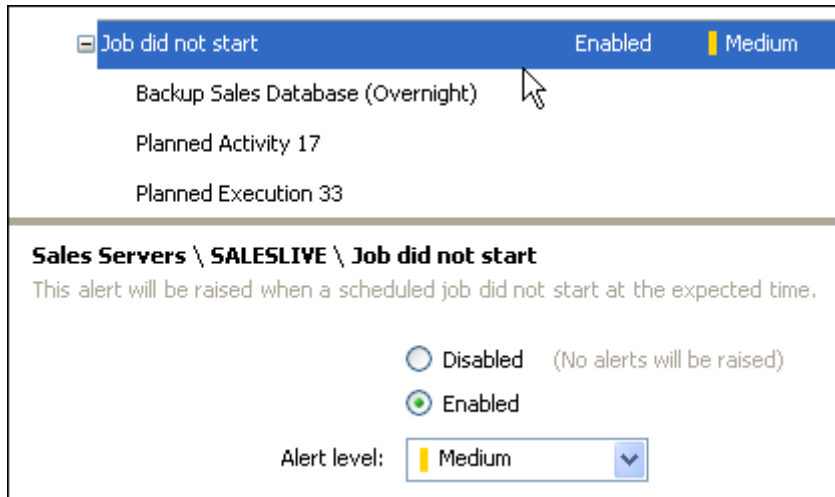 Job did not start Enabled Medium
Backup Sales Database (Overnight)
Planned Activity 17
Planned Execution 33
Sales Servers \ SALESLIVE \ Job did not start
This alert will be raised when a scheduled job did not start at the expected time.
Disabled (No alerts will be raised)
Enabled
Alert level: Medium